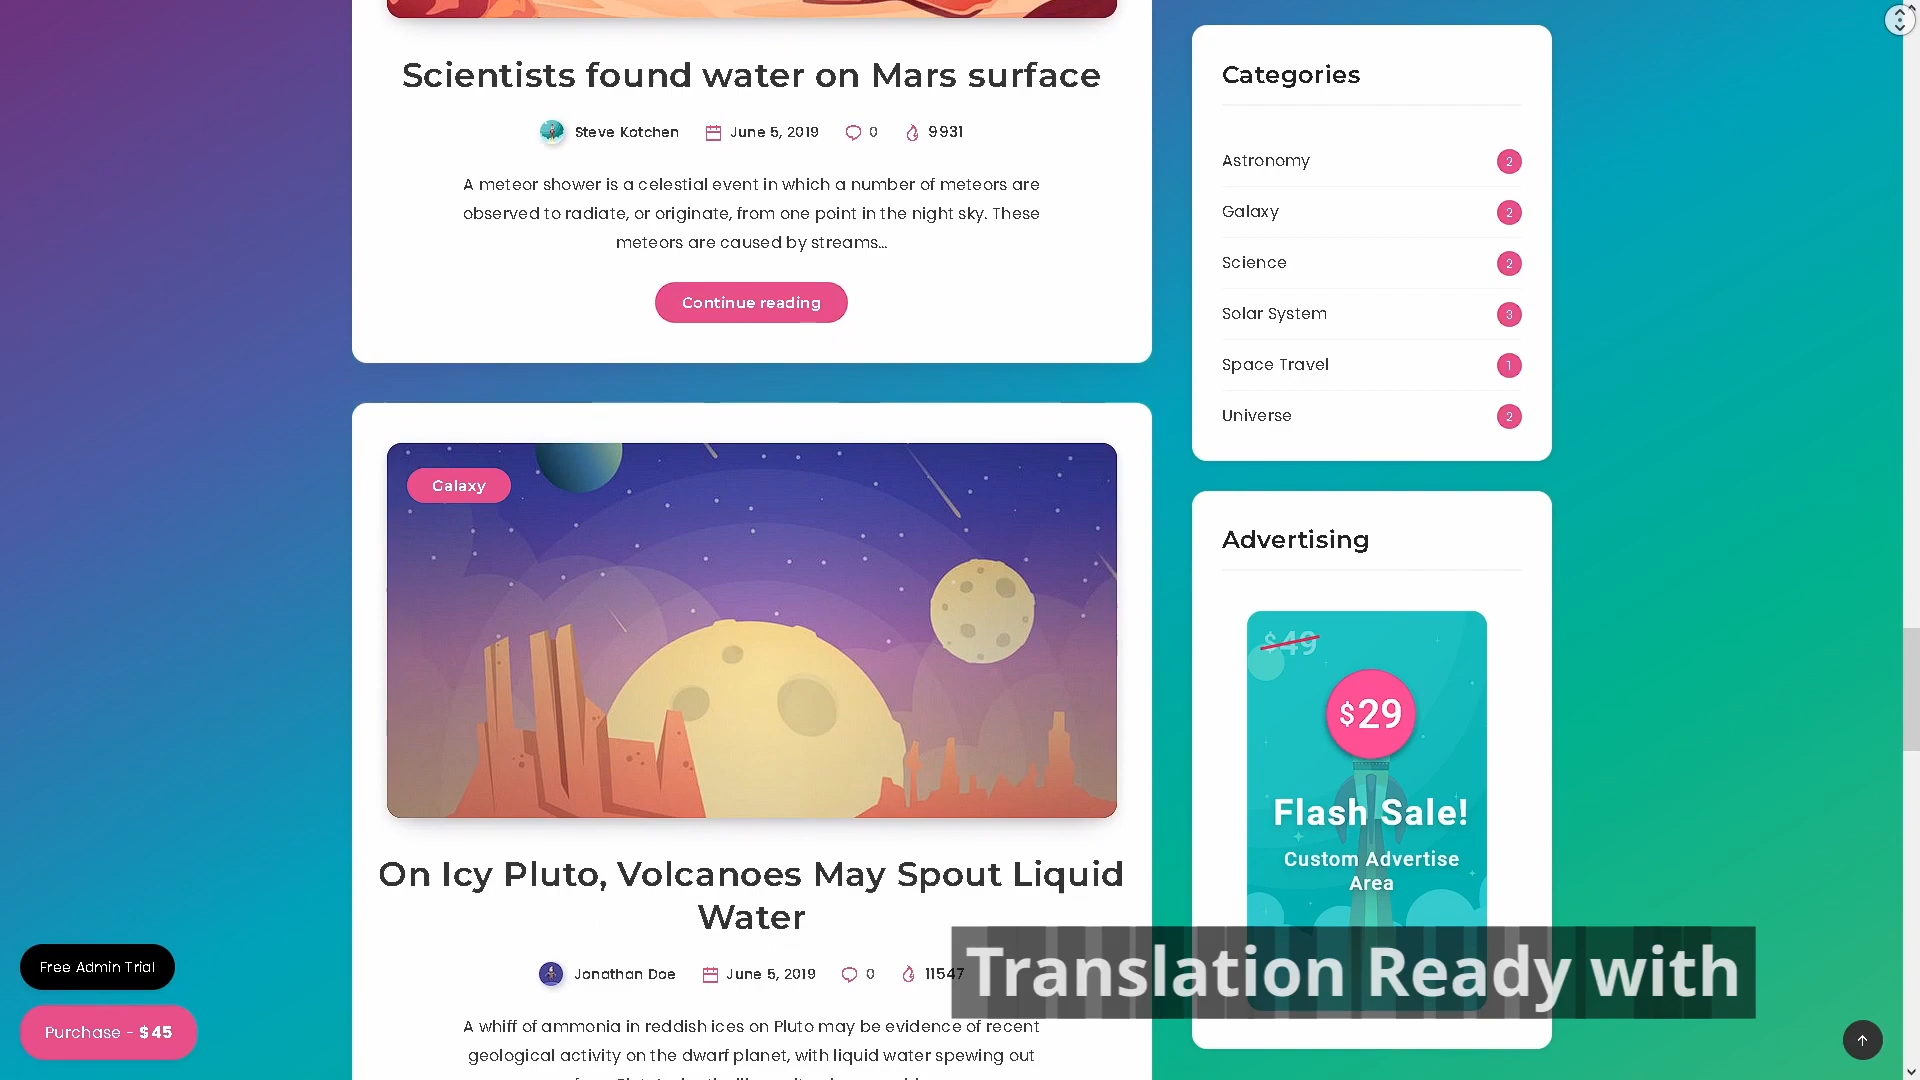 Scientists found water on Mars surface
Steve Kotchen June 5, 2019 0 9931
A meteor shower is a celestial event in which a number of meteors are
observed to radiate, or originate, from one point in the night sky. These
meteors are caused by streams...
Continue reading
Galaxy
On Icy Pluto, Volcanoes May Spout Liquid
Water
Jonathan Doe June 5, 2019 0 11547
A whiff of ammonia in reddish ices on Pluto may be evidence of recent
geological activity on the dwarf planet, with liquid water spewing out
Categories
Astronomy 2
Galaxy 2
Science 2
Solar System 3
Space Travel 1
Universe 2
Advertising
$49
$29
Flash Sale!
Custom Advertise
Area
Translation Ready with
Free Admin Trial
Purchase - $45